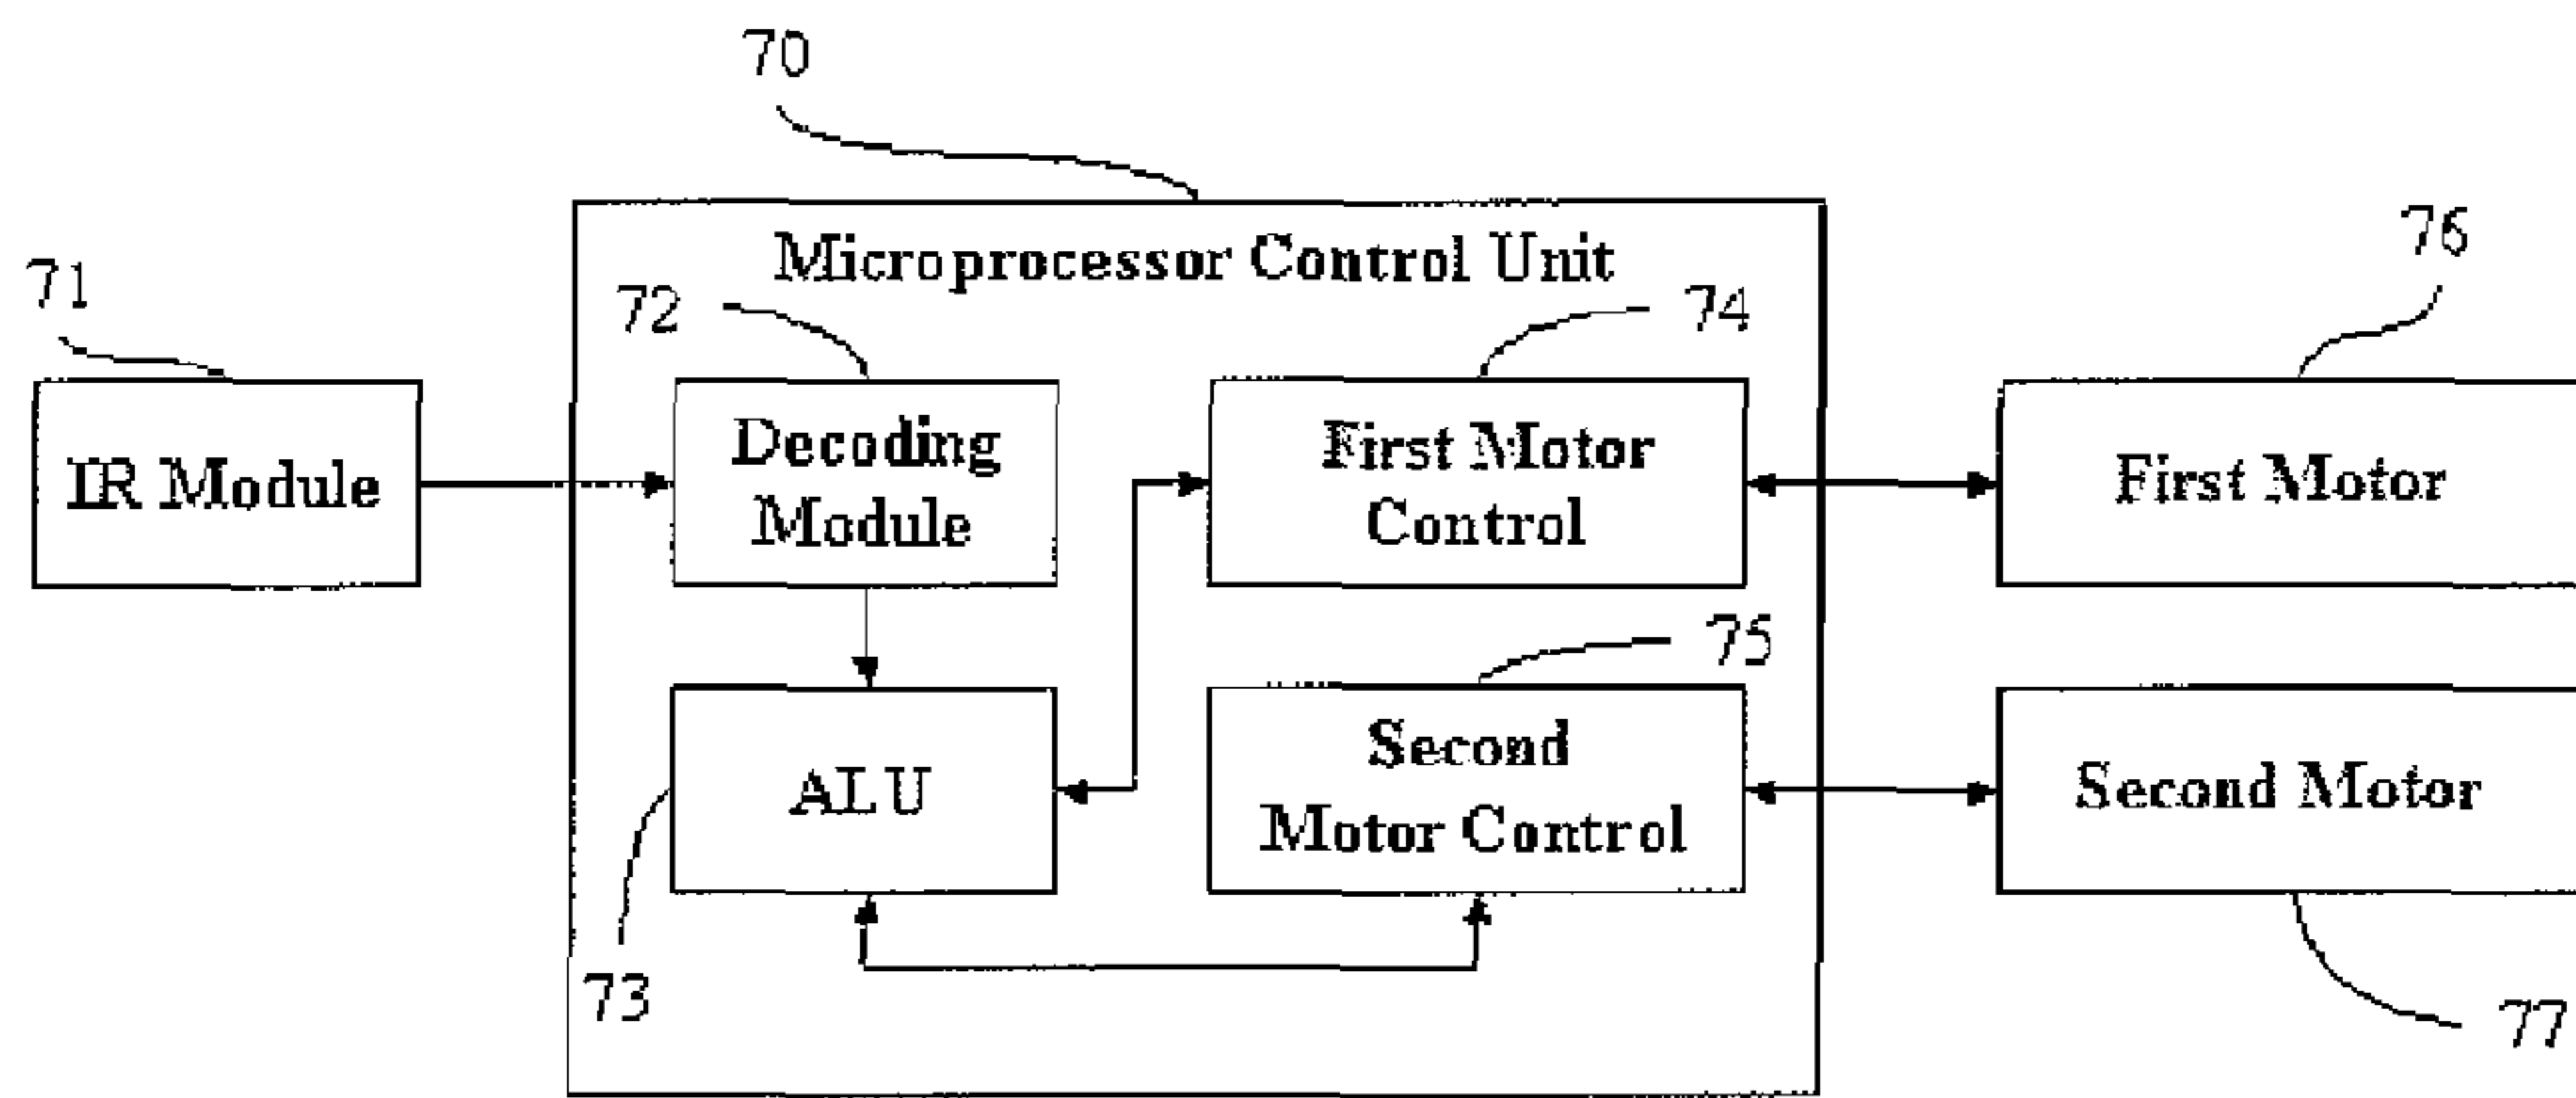 70
Microprocessor Control Unit
71
72
74
76
IR Module
Decoding
Module
First Motor
Control
First Motor
75
ALU
Second
Motor Control
Second Motor
73
77